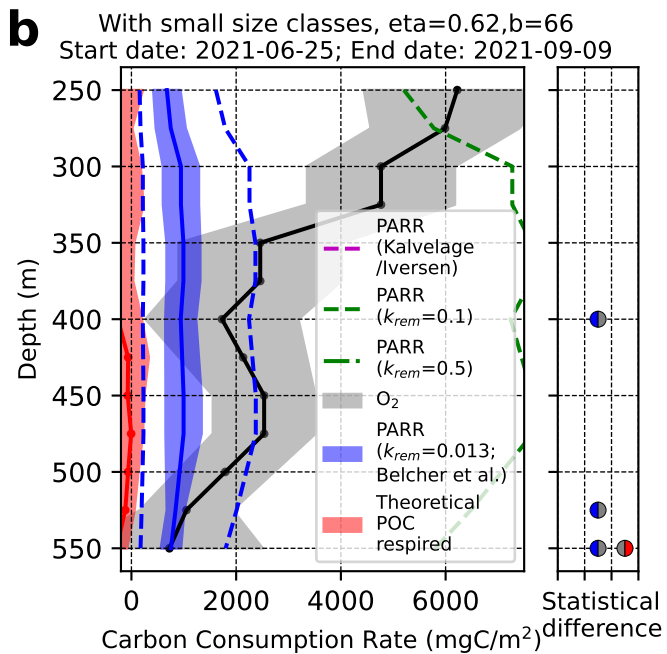 b
With small size classes, eta=0.62,b=66
Start date: 2021-06-25; End date: 2021-09-09
250
300
350
400
450
500
550
Depth (m)
PARR
(Kalvelage
/Iversen)
PARR
(k_rem=0.1)
PARR
(k_rem=0.5)
O₂
PARR
(k_rem=0.013;
Belcher et al.)
Theoretical
POC
respired
0 2000 4000 6000
Carbon Consumption Rate (mgC/m²)
Statistical
difference